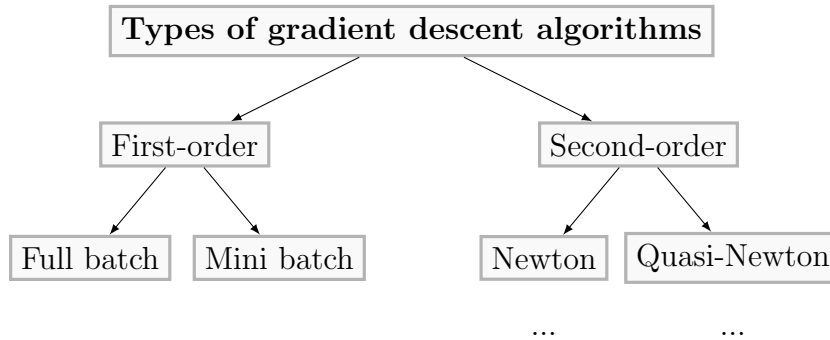 Types of gradient descent algorithms
First-order
Second-order
Full batch
Mini batch
Newton
Quasi-Newton
...
...